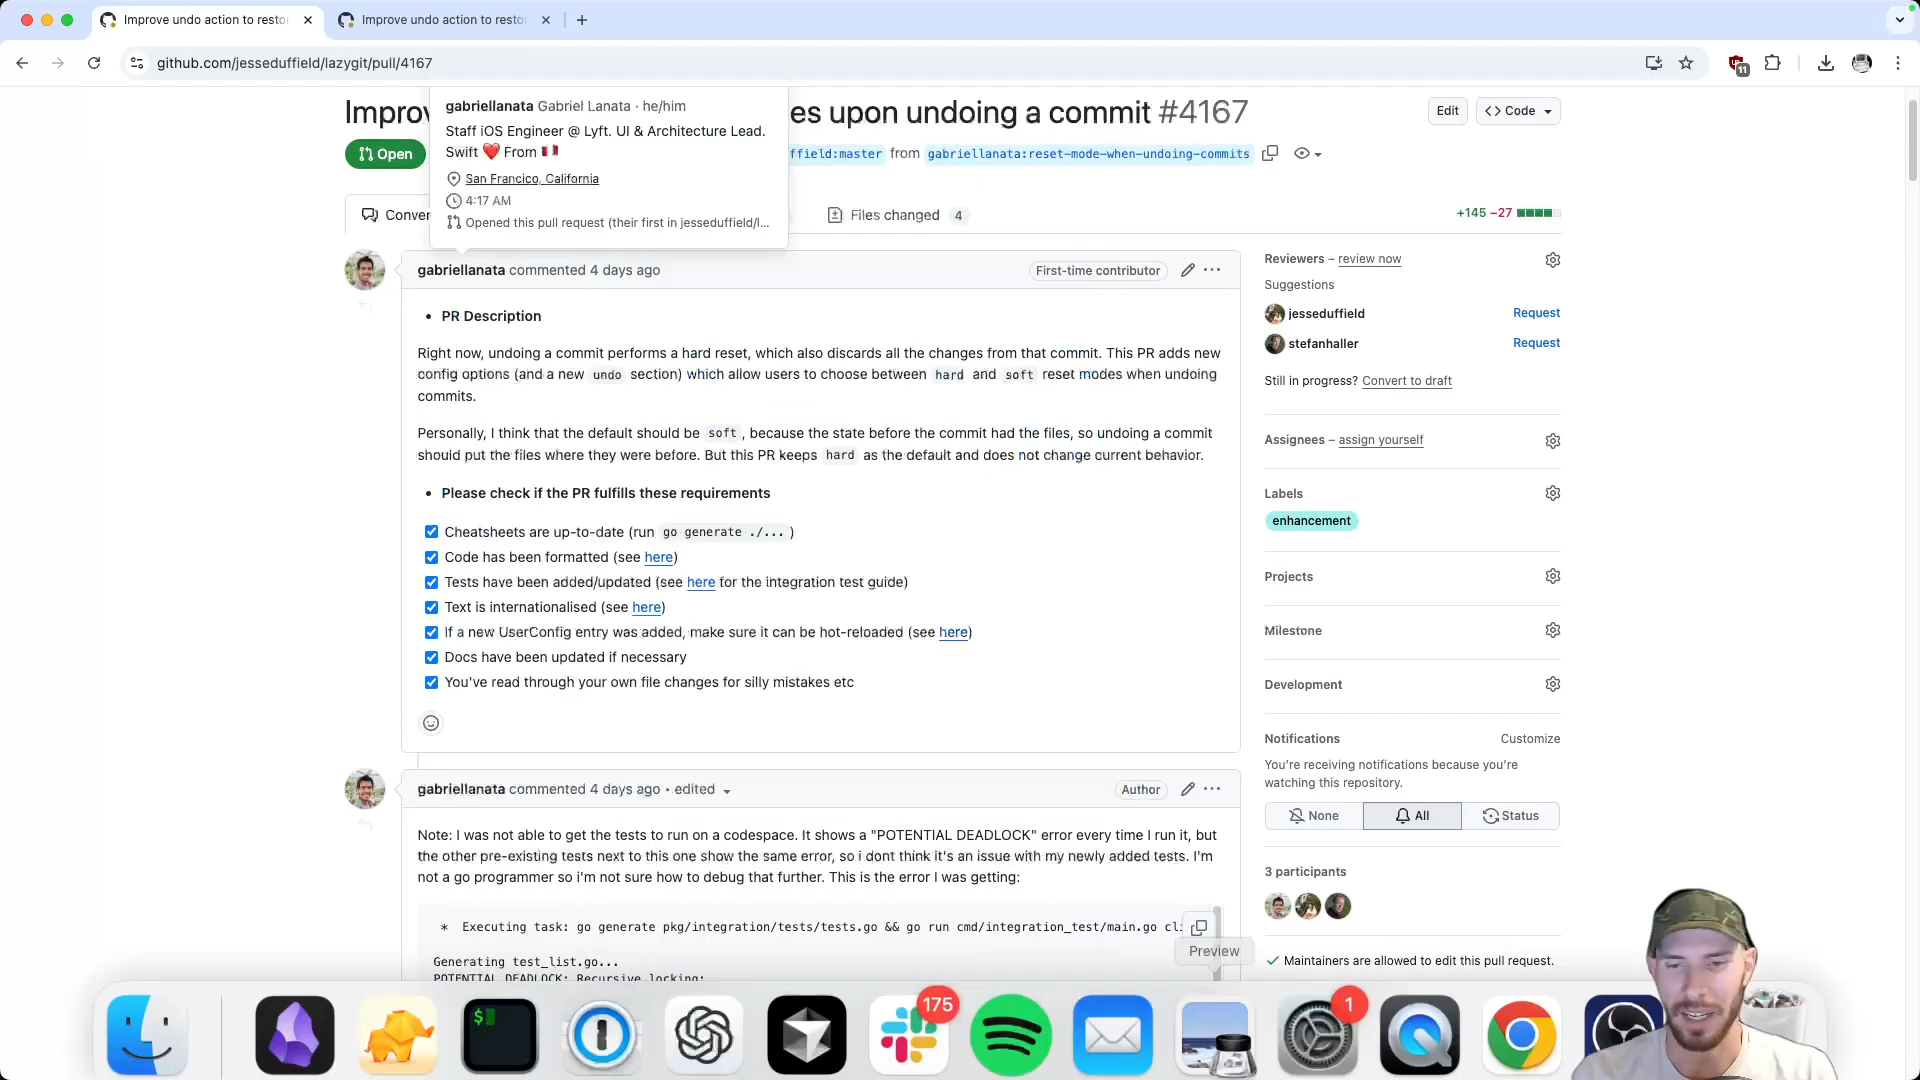 Improve undo action to restor
Improve undo action to resto
github.com/jesseduffield/lazygit/pull/4167
11
Improv
es upon undoing a commit #4167
Edit
Code
gabriellanata Gabriel Lanata · he/him
Staff iOS Engineer @ Lyft. UI & Architecture Lead.
Swift ❤️ From 🇵🇪
San Francico, California
4:17 AM
Opened this pull request (their first in jesseduffield/l...
Open
ffield:master from gabriellanata:reset-mode-when-undoing-commits
Conver
Files changed 4
+145 −27
gabriellanata commented 4 days ago
First-time contributor
• PR Description
Right now, undoing a commit performs a hard reset, which also discards all the changes from that commit. This PR adds new
config options (and a new undo section) which allow users to choose between hard and soft reset modes when undoing
commits.
Personally, I think that the default should be soft, because the state before the commit had the files, so undoing a commit
should put the files where they were before. But this PR keeps hard as the default and does not change current behavior.
• Please check if the PR fulfills these requirements
Cheatsheets are up-to-date (run go generate ./...)
Code has been formatted (see here)
Tests have been added/updated (see here for the integration test guide)
Text is internationalised (see here)
If a new UserConfig entry was added, make sure it can be hot-reloaded (see here)
Docs have been updated if necessary
You've read through your own file changes for silly mistakes etc
gabriellanata commented 4 days ago • edited
Author
Note: I was not able to get the tests to run on a codespace. It shows a "POTENTIAL DEADLOCK" error every time I run it, but
the other pre-existing tests next to this one show the same error, so i dont think it's an issue with my newly added tests. I'm
not a go programmer so i'm not sure how to debug that further. This is the error I was getting:
* Executing task: go generate pkg/integration/tests/tests.go && go run cmd/integration_test/main.go cli
Generating test_list.go...
POTENTIAL DEADLOCK: Recursive locking:
Preview
Reviewers – review now
Suggestions
jesseduffield
Request
stefanhaller
Request
Still in progress? Convert to draft
Assignees – assign yourself
Labels
enhancement
Projects
Milestone
Development
Notifications
Customize
You're receiving notifications because you're
watching this repository.
None
All
Status
3 participants
Maintainers are allowed to edit this pull request.
$
175
1